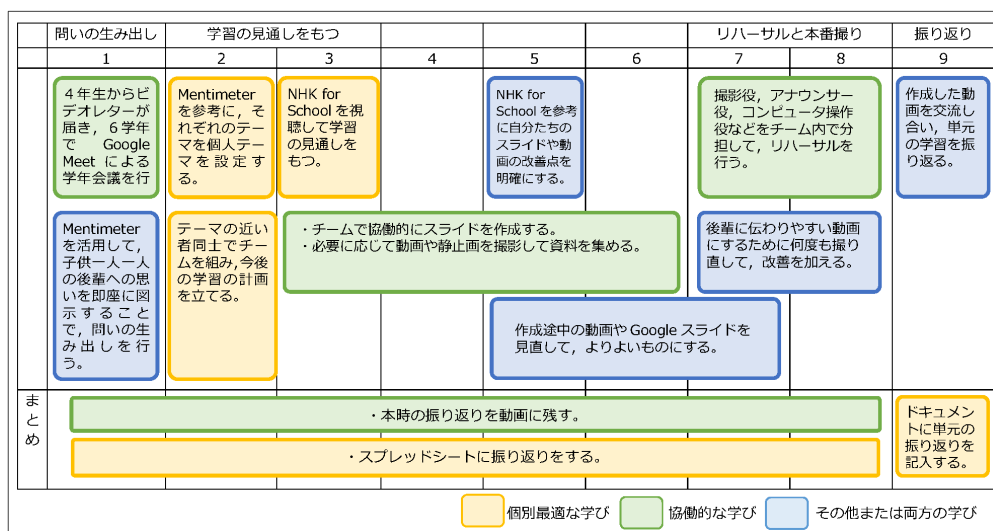 問いの生み出し
学習の見通しをもつ
リハーサルと本番撮り
振り返り
1
2
3
4
5
6
7
8
9
4年生からビ
デオレターが
届き,6学年
で Google
Meet による
学年会議を行
Mentimeter
を参考に,そ
れぞれのテー
マを個人テー
マを設定す
る。
NHK for
School を視
聴して学習
の見通しを
もつ。
NHK for
School を参考
に自分たちの
スライドや動
画の改善点を
明確にする。
撮影役,アナウンサー
役,コンピュータ操作
役などをチーム内で分
担して,リハーサルを
行う。
作成した動
画を交流し
合い,単元
の学習を振
り返る。
Mentimeter
を活用して,
子供一人一人
の後輩への思
いを即座に図
示すること
で,問いの生
み出しを行
う。
テーマの近い
者同士でチー
ムを組み,今後
の学習の計画
を立てる。
・チームで協働的にスライドを作成する。
・必要に応じて動画や静止画を撮影して資料を集める。
後輩に伝わりやすい動画
にするために何度も撮り
直して,改善を加える。
作成途中の動画や Google スライドを
見直して,よりよいものにする。
まとめ
・本時の振り返りを動画に残す。
・スプレッドシートに振り返りをする。
ドキュメン
トに単元の
振り返りを
記入する。
個別最適な学び
協働的な学び
その他または両方の学び